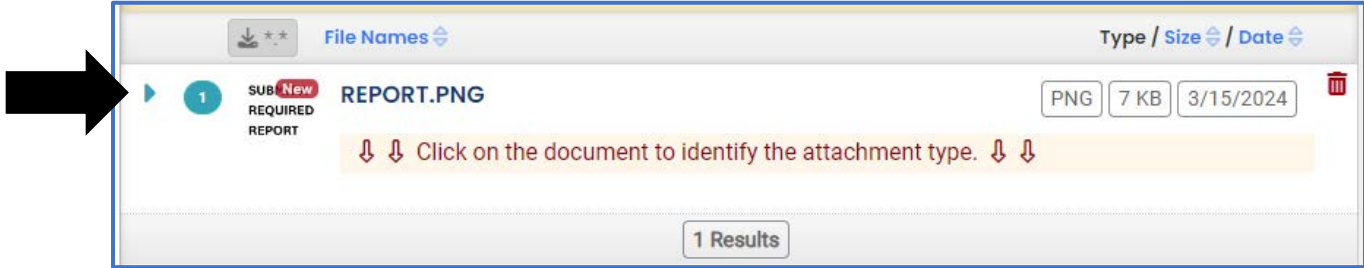 *.* File Names Type / Size / Date
1 New REPORT.PNG PNG 7 KB 3/15/2024
REQUIRED
REPORT
Click on the document to identify the attachment type.
1 Results